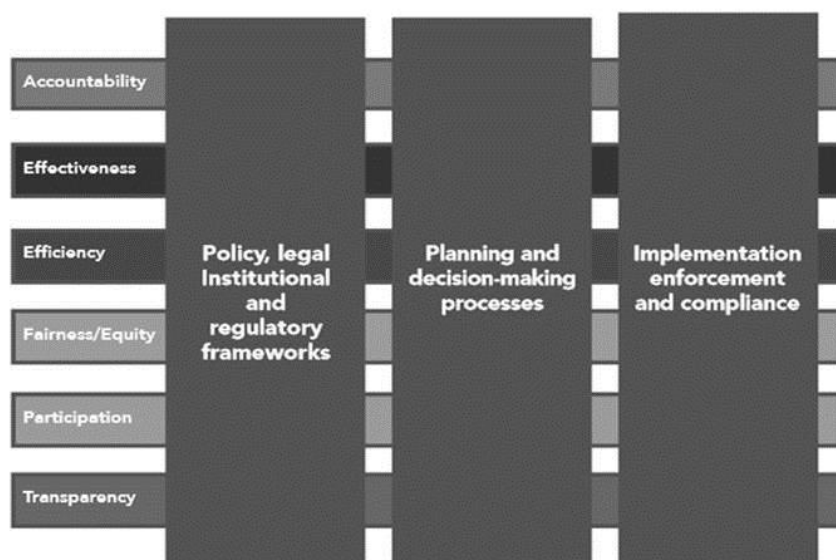 Accountability
Effectiveness
Efficiency
Fairness/Equity
Participation
Transparency
Policy, legal
Institutional
and
regulatory
frameworks
Planning and
decision-making
processes
Implementation
enforcement
and compliance